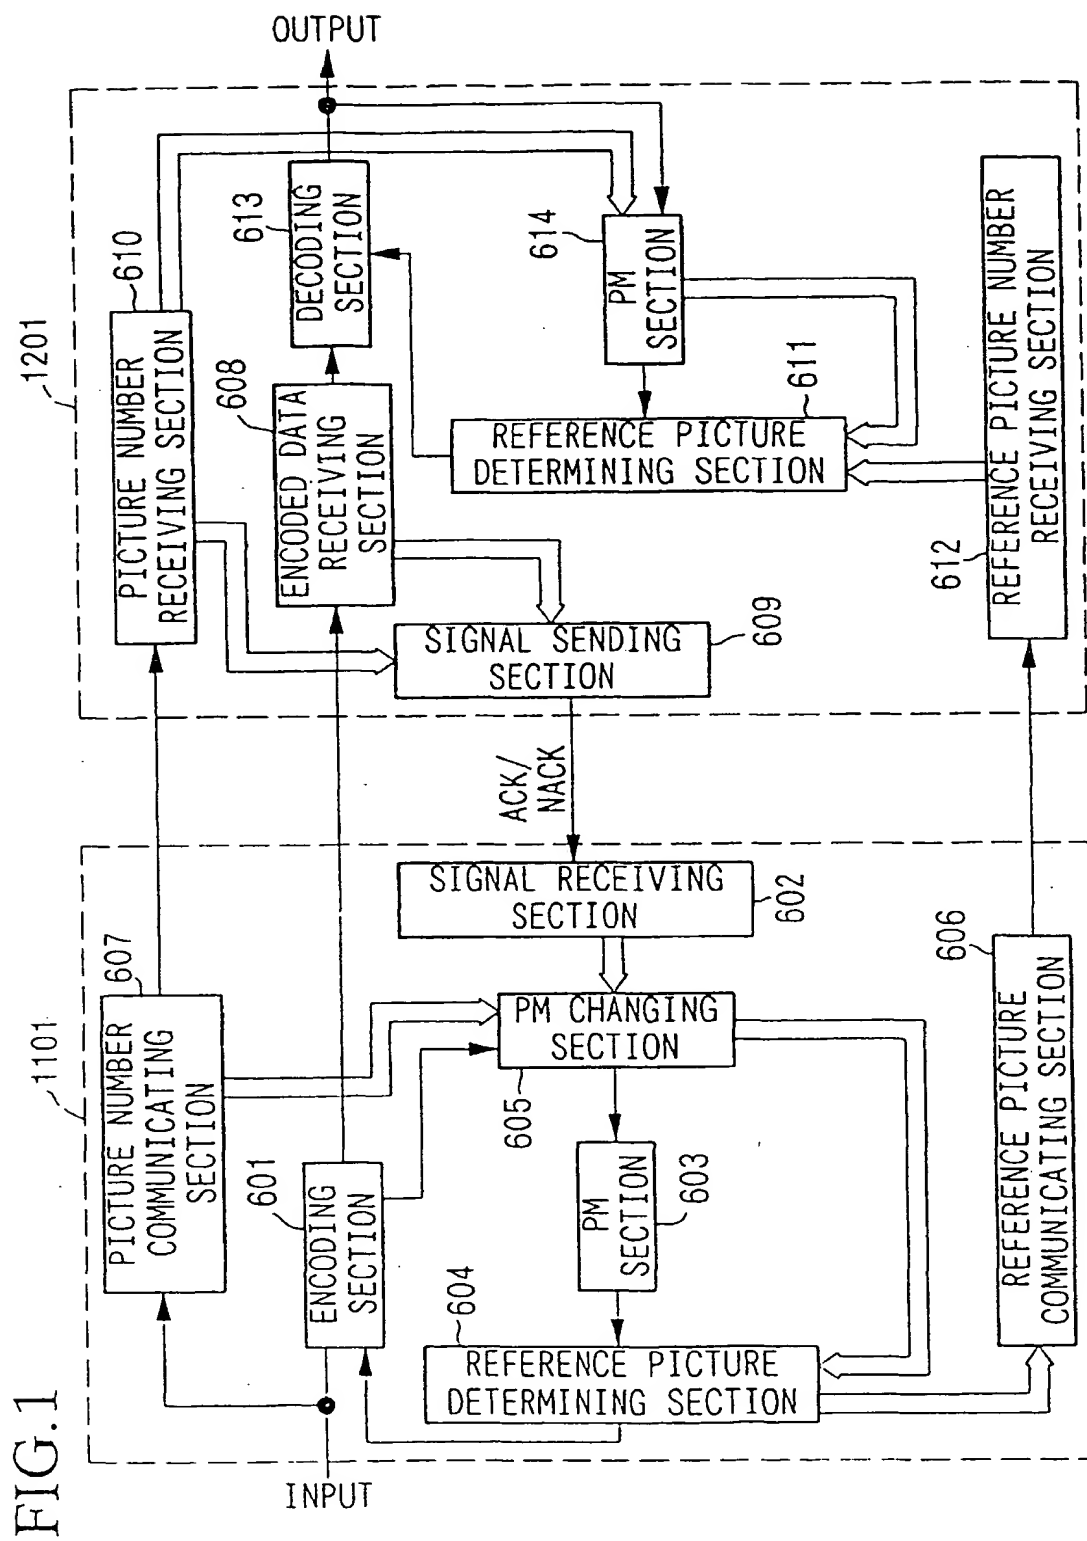 FIG.1
1101
1201
PICTURE NUMBER
COMMUNICATING
SECTION
607
PICTURE NUMBER
RECEIVING SECTION
610
INPUT
ENCODING
SECTION
601
ENCODED DATA
RECEIVING
SECTION
608
DECODING
SECTION
613
OUTPUT
REFERENCE PICTURE
DETERMINING SECTION
604
PM
SECTION
603
PM CHANGING
SECTION
605
SIGNAL RECEIVING
SECTION
602
ACK/
NACK
SIGNAL SENDING
SECTION
609
REFERENCE PICTURE
DETERMINING SECTION
611
PM
SECTION
614
REFERENCE PICTURE
COMMUNICATING SECTION
606
REFERENCE PICTURE NUMBER
RECEIVING SECTION
612